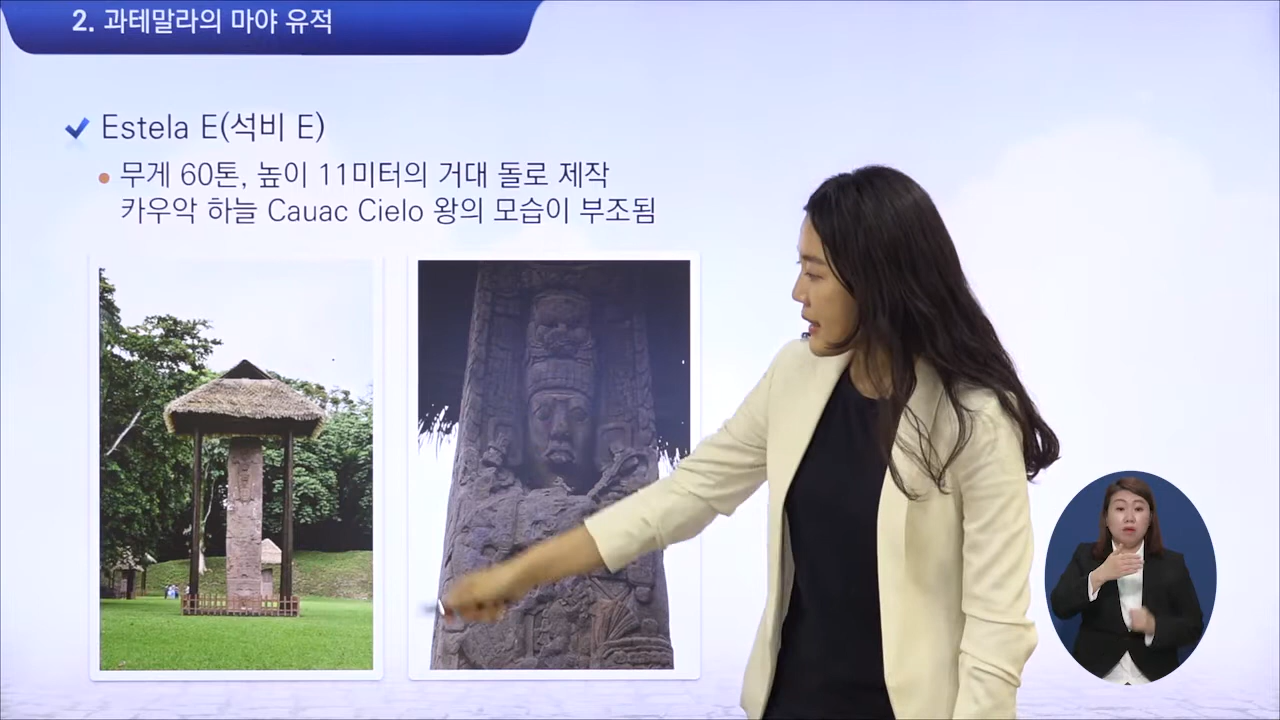 2. 과테말라의 마야 유적
Estela E(석비 E)
무게 60톤, 높이 11미터의 거대 돌로 제작
카우악 하늘 Cauac Cielo 왕의 모습이 부조됨